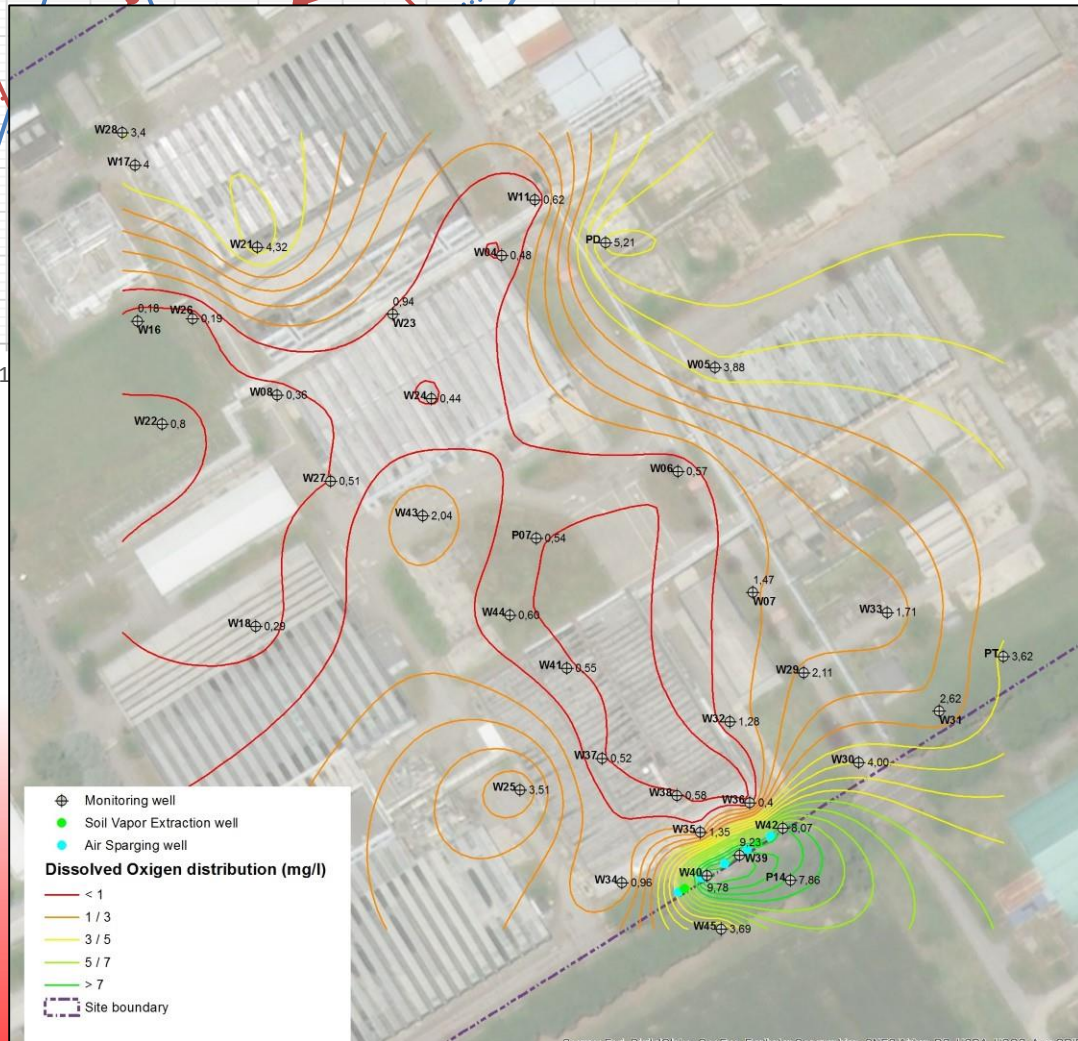 W28 3,4
W17 4
W11 0,62
W21 4,32
PD 5,21
W04 0,48
0,94
W23
0,18
W16
W26 0,19
1
W05 3,88
W08 0,36
W24 0,44
W22 0,8
W06 0,57
W27 0,51
W43 2,04
P07 0,54
1,47
W07
W33 1,71
W44 0,60
W18 0,29
PT 3,62
W41 0,55
W29 2,11
2,62
W31
W32 1,28
W37 0,52
W30 4,00
W25 3,51
W38 0,58
W36 0,4
W35 1,35
W42 8,07
9,23
W39
W40
9,78
P14 7,86
W34 0,96
W45 3,69
Monitoring well
Soil Vapor Extraction well
Air Sparging well
Dissolved Oxigen distribution (mg/l)
< 1
1 / 3
3 / 5
5 / 7
> 7
Site boundary